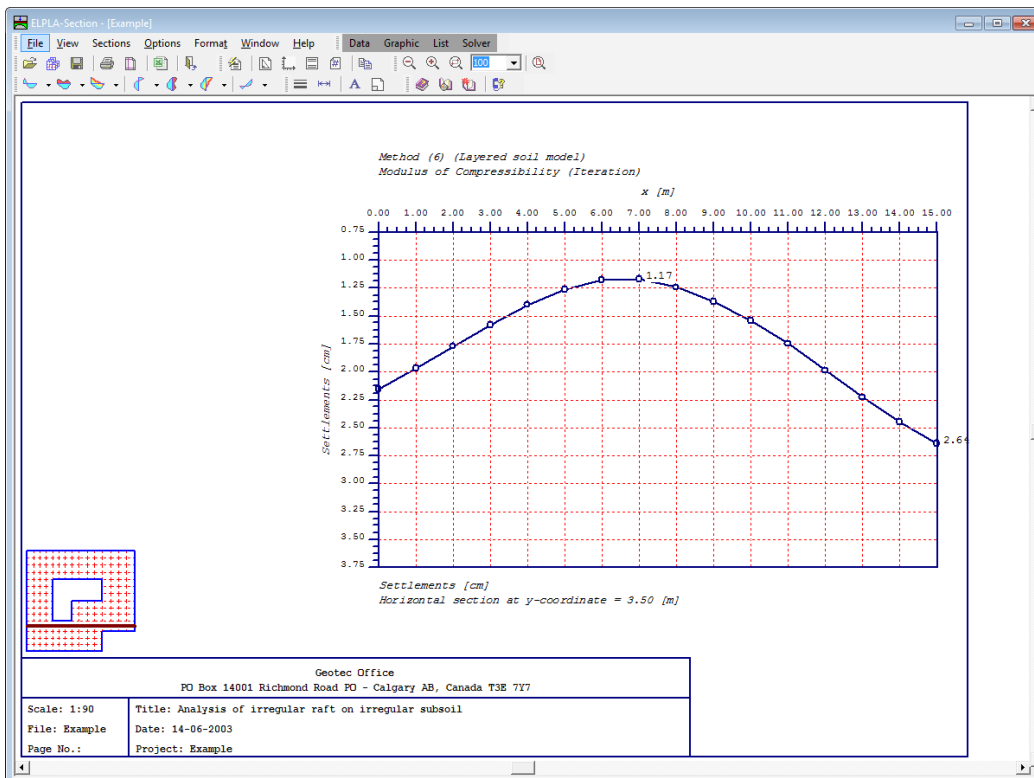 ELPLA-Section - [Example]
File View Sections Options Format Window Help Data Graphic List Solver
100
Method (6) (Layered soil model)
Modulus of Compressibility (Iteration)
x [m]
0.00 1.00 2.00 3.00 4.00 5.00 6.00 7.00 8.00 9.00 10.00 11.00 12.00 13.00 14.00 15.00
0.75
1.00
1.17
1.25
1.50
1.75
2.00
2.25
2.50
2.64
2.75
3.00
3.25
3.50
3.75
Settlements [cm]
Settlements [cm]
Horizontal section at y-coordinate = 3.50 [m]
Geotec Office
PO Box 14001 Richmond Road PO - Calgary AB, Canada T3E 7Y7
Scale: 1:90
Title: Analysis of irregular raft on irregular subsoil
File: Example
Date: 14-06-2003
Page No.:
Project: Example